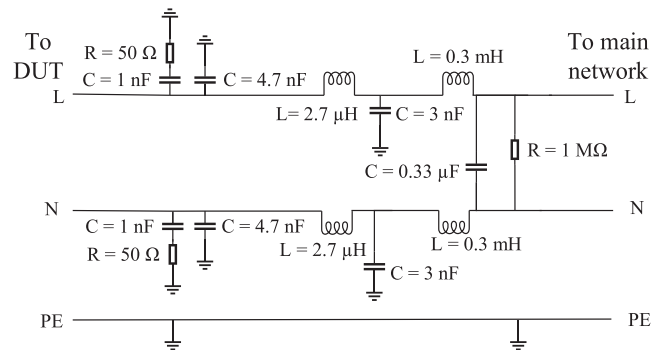 To
DUT
R = 50 Ω
C = 1 nF
C = 4.7 nF
L = 0.3 mH
To main
network
L
L
L= 2.7 µH
C = 3 nF
C = 0.33 µF
R = 1 MΩ
N
N
C = 1 nF
C = 4.7 nF
R = 50 Ω
L = 2.7 µH
L = 0.3 mH
C = 3 nF
PE
PE